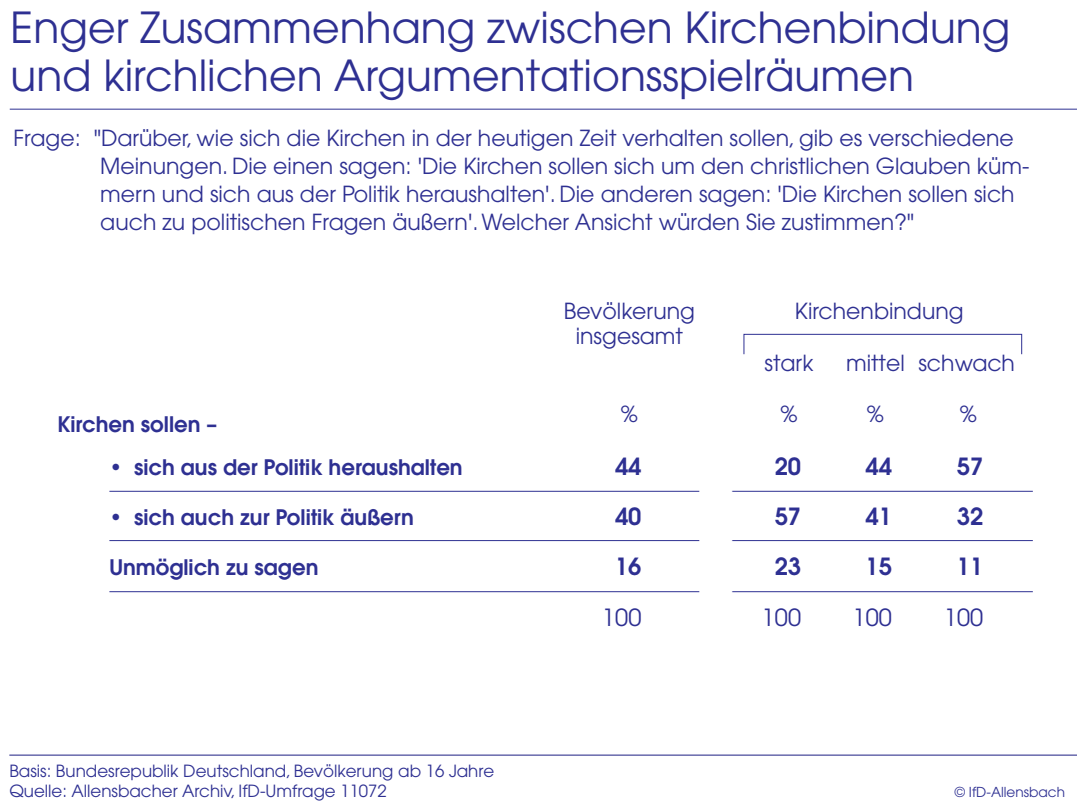 Enger Zusammenhang zwischen Kirchenbindung
und kirchlichen Argumentationsspielräumen
Frage: "Darüber, wie sich die Kirchen in der heutigen Zeit verhalten sollen, gib es verschiedene
Meinungen. Die einen sagen: 'Die Kirchen sollen sich um den christlichen Glauben küm-
mern und sich aus der Politik heraushalten'. Die anderen sagen: 'Die Kirchen sollen sich
auch zu politischen Fragen äußern'. Welcher Ansicht würden Sie zustimmen?"
Bevölkerung Kirchenbindung
insgesamt
stark mittel schwach
% % % %
Kirchen sollen –
• sich aus der Politik heraushalten 44 20 44 57
• sich auch zur Politik äußern 40 57 41 32
Unmöglich zu sagen 16 23 15 11
100 100 100 100
Basis: Bundesrepublik Deutschland, Bevölkerung ab 16 Jahre
Quelle: Allensbacher Archiv, IfD-Umfrage 11072 © IfD-Allensbach